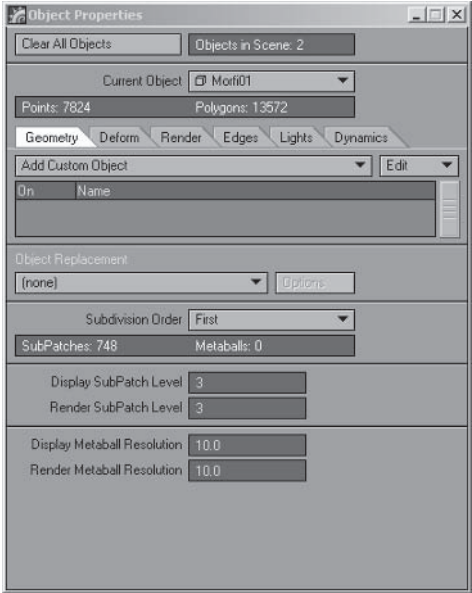 Object Properties
Clear All Objects Objects in Scene: 2
Current Object Morfi01
Points: 7824 Polygons: 13572
Geometry Deform Render Edges Lights Dynamics
Add Custom Object Edit
On Name
Object Replacement
(none) Options
Subdivision Order First
SubPatches: 748 Metaballs: 0
Display SubPatch Level 3
Render SubPatch Level 3
Display Metaball Resolution 10.0
Render Metaball Resolution 10.0